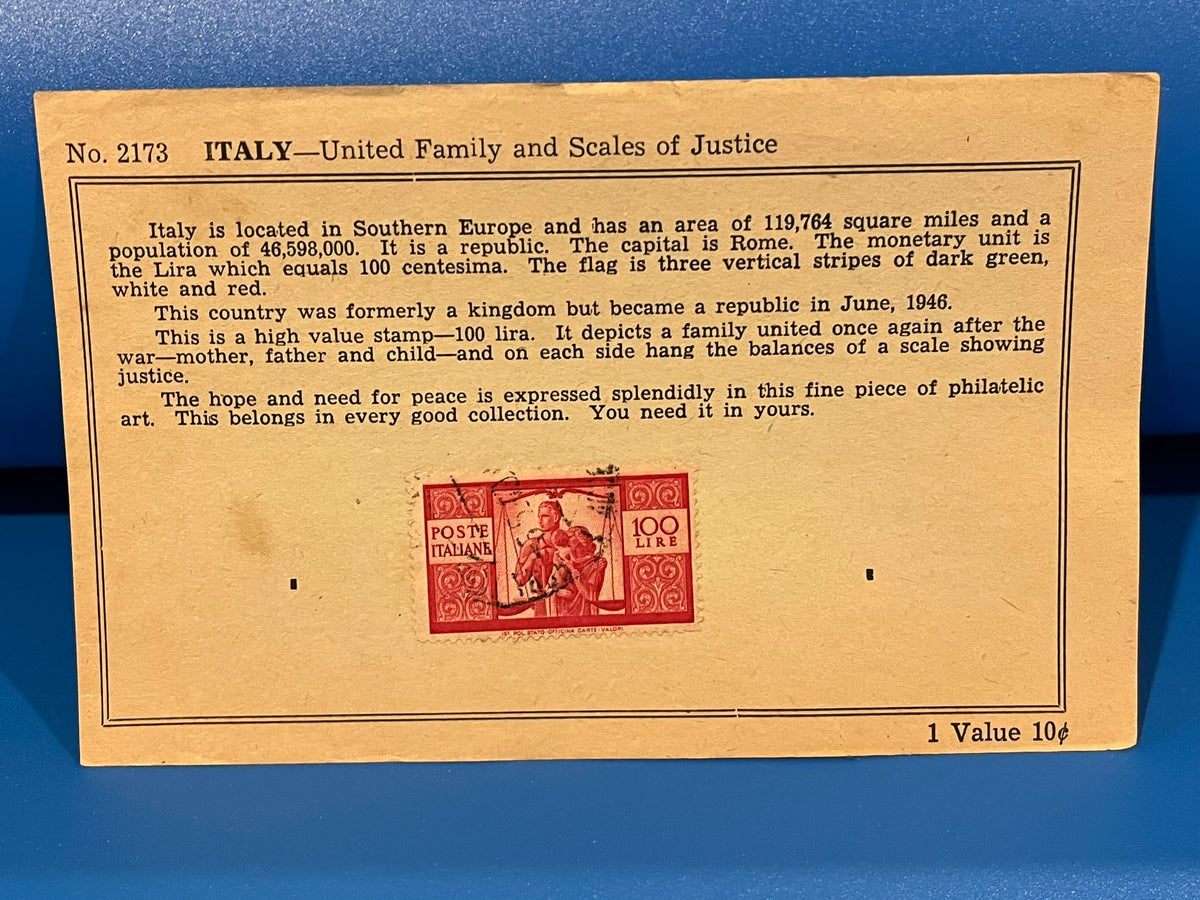 No. 2173 ITALY—United Family and Scales of Justice
Italy is located in Southern Europe and has an area of 119,764 square miles and a
population of 46,598,000. It is a republic. The capital is Rome. The monetary unit is
the Lira which equals 100 centesima. The flag is three vertical stripes of dark green,
white and red.
This country was formerly a kingdom but became a republic in June, 1946.
This is a high value stamp—100 lira. It depicts a family united once again after the
war—mother, father and child—and on each side hang the balances of a scale showing
justice.
The hope and need for peace is expressed splendidly in this fine piece of philatelic
art. This belongs in every good collection. You need it in yours.
POSTE
ITALIANE
100
LIRE
IST. POL. STATO·OFFICINA CARTE-VALORI
1 Value 10¢